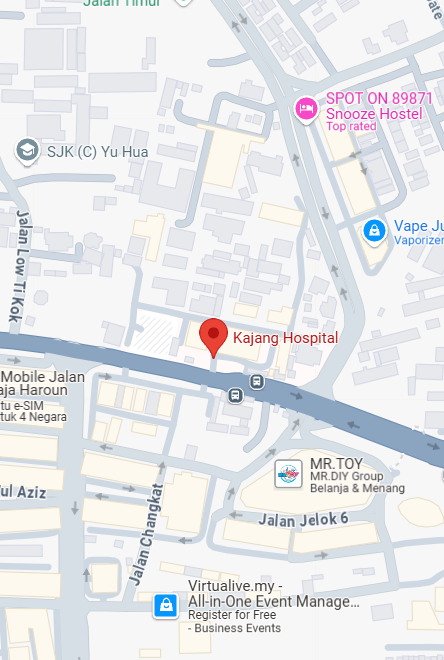 Jalan Timur
SPOT ON 89871
Snooze Hostel
Top rated
SJK (C) Yu Hua
Vape Ju
Vaporizer
Jalan Low Ti Kok
Kajang Hospital
Mobile Jalan
aja Haroun
tu e-SIM
tuk 4 Negara
MR.TOY
MR.DIY Group
Belanja & Menang
ul Aziz
Jalan Jelok 6
Jalan Changkat
Virtualive.my -
All-in-One Event Manage...
Register for Free
- Business Events